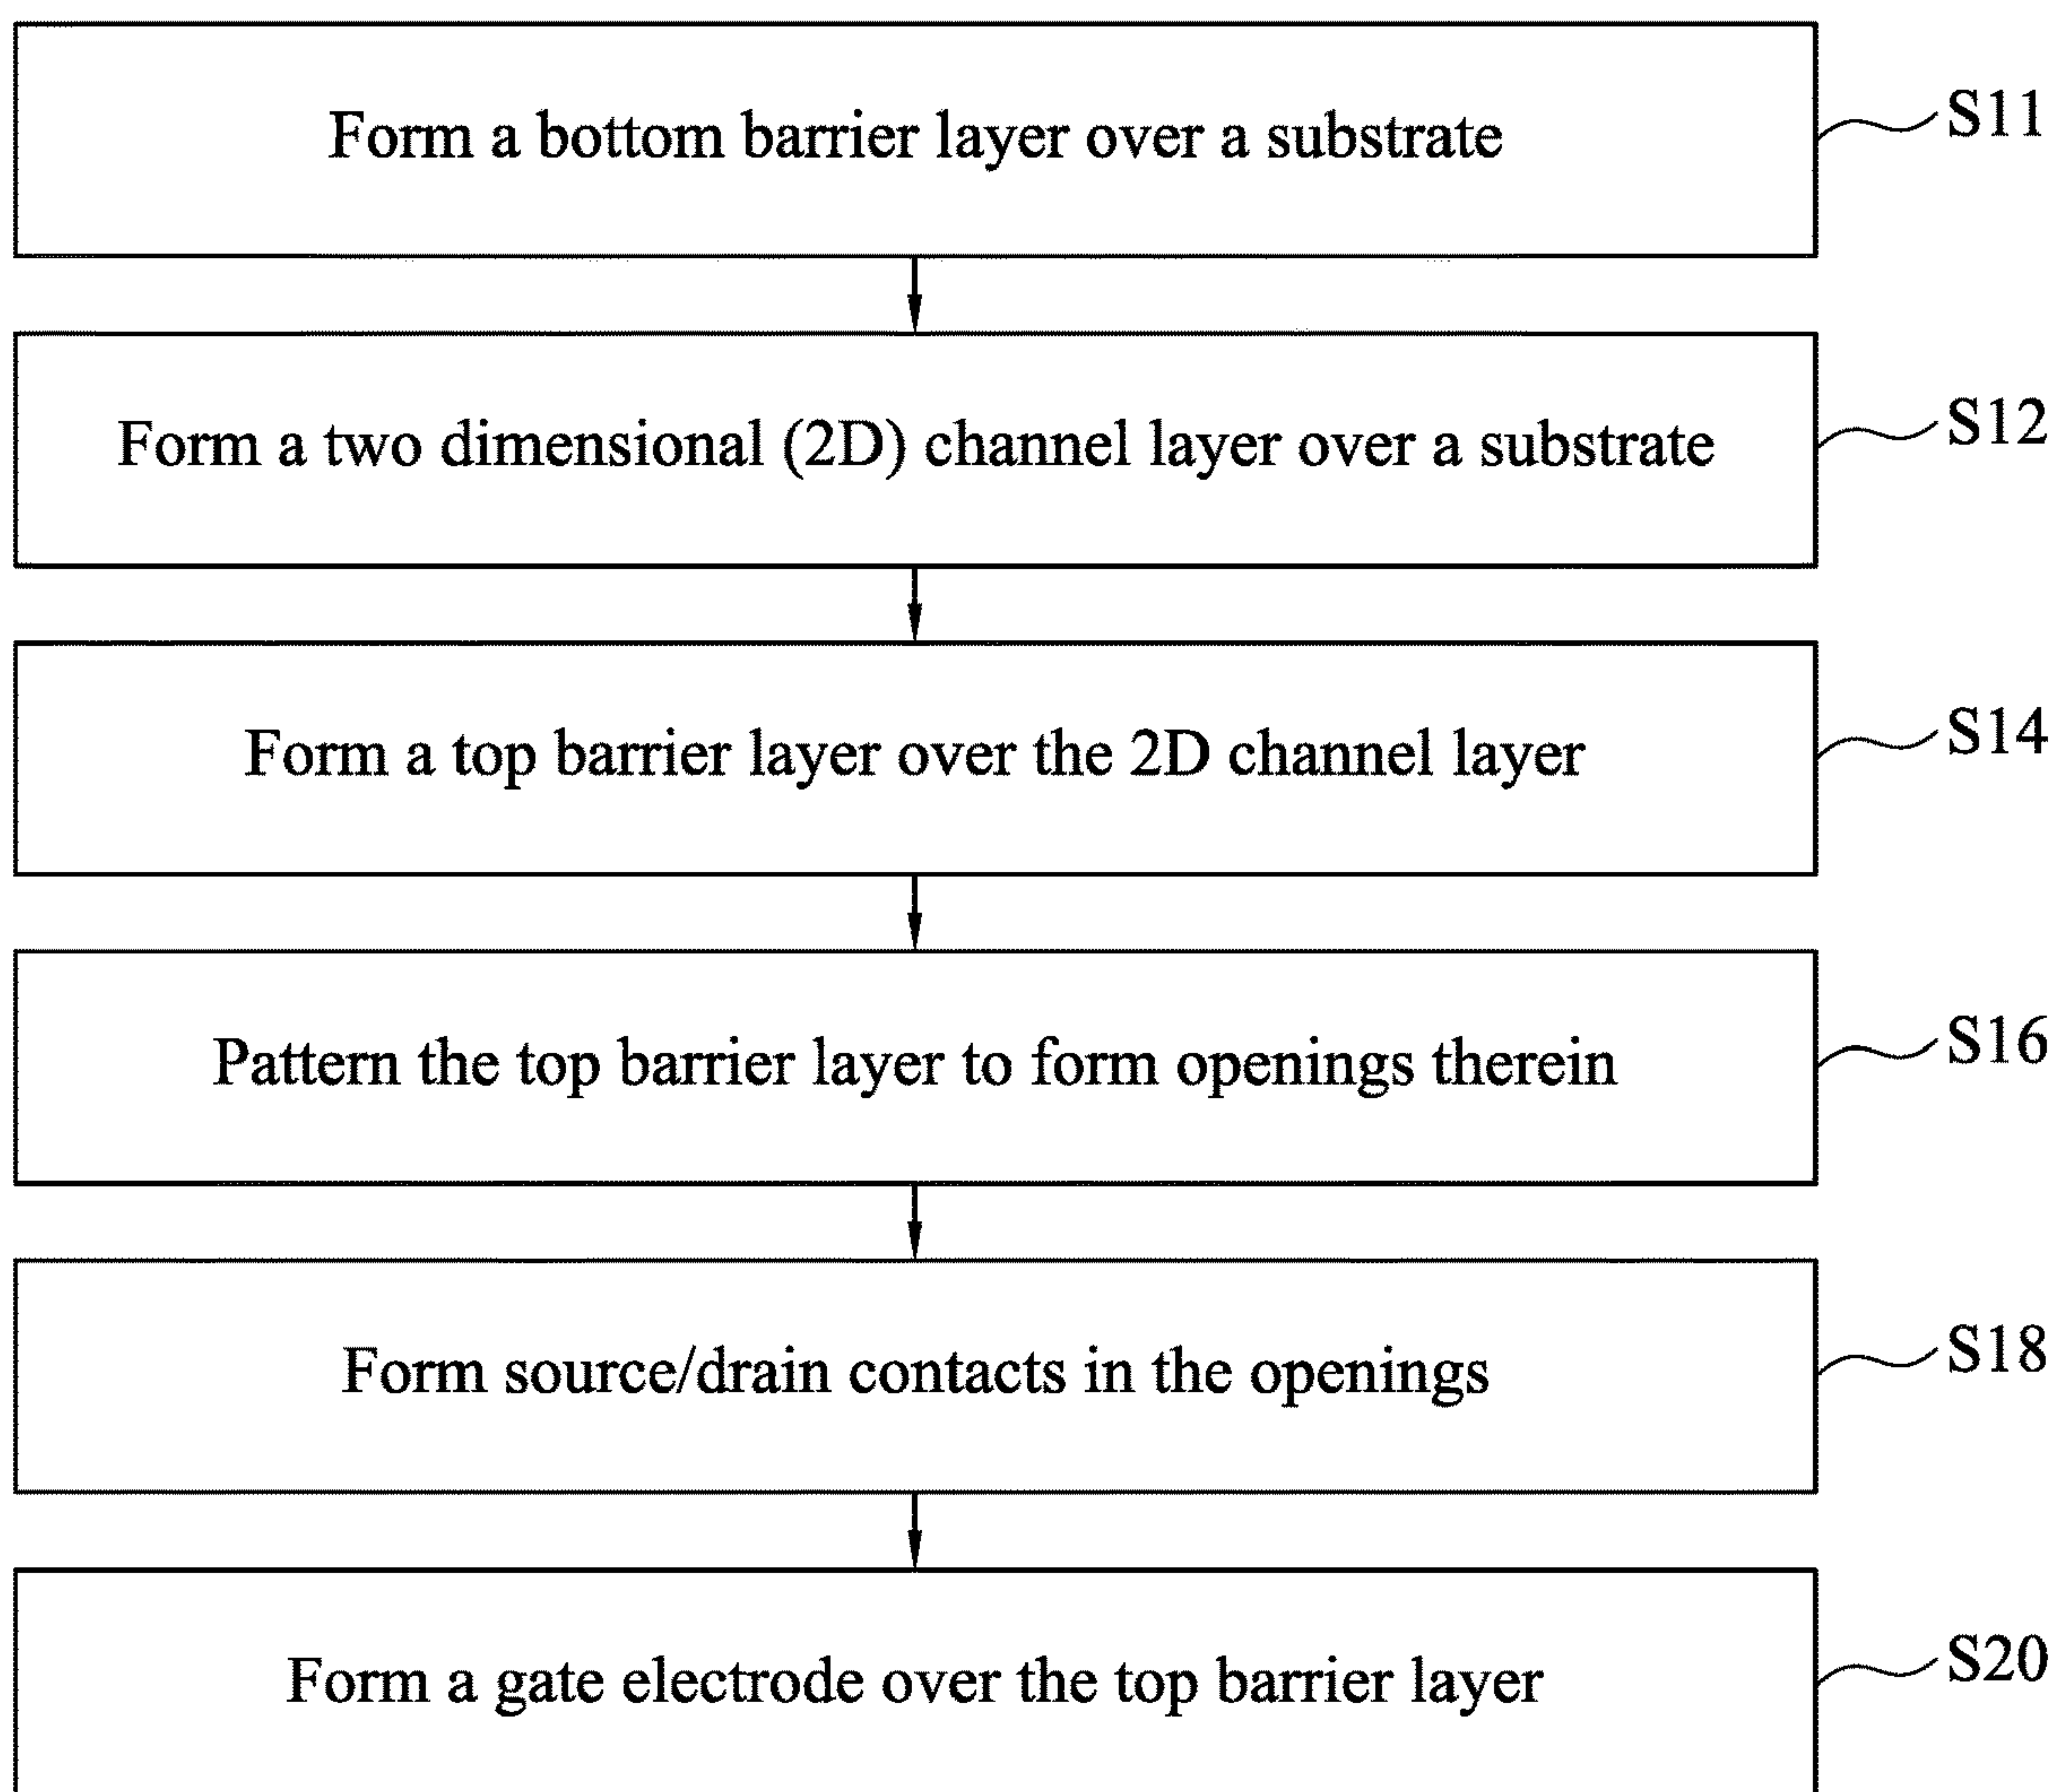 Form a bottom barrier layer over a substrate
S11
Form a two dimensional (2D) channel layer over a substrate
S12
Form a top barrier layer over the 2D channel layer
S14
Pattern the top barrier layer to form openings therein
S16
Form source/drain contacts in the openings
S18
Form a gate electrode over the top barrier layer
S20